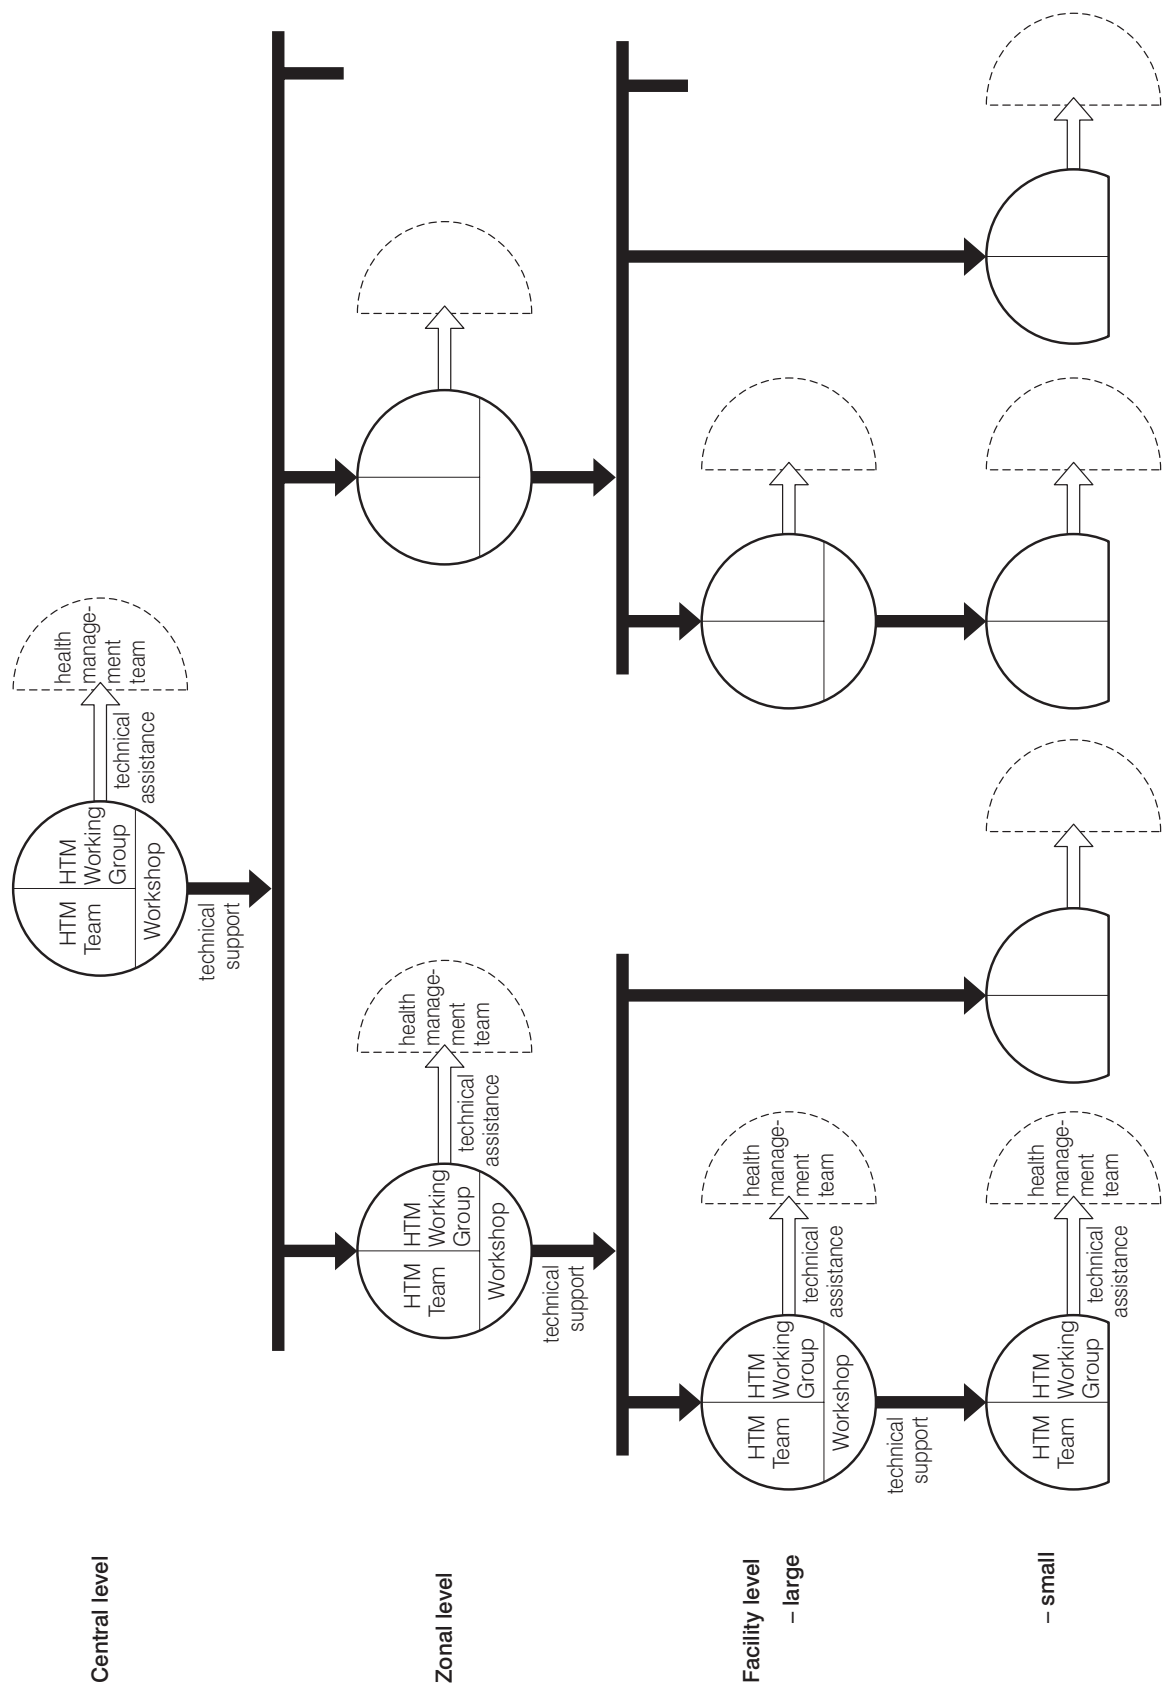 Central level
HTM
Team
HTM
Working
Group
Workshop
technical
assistance
health
manage-
ment
team
technical
support
Zonal level
HTM
Team
HTM
Working
Group
Workshop
technical
assistance
health
manage-
ment
team
technical
support
Facility level
– large
HTM
Team
HTM
Working
Group
Workshop
technical
assistance
health
manage-
ment
team
technical
support
– small
HTM
Team
HTM
Working
Group
technical
assistance
health
manage-
ment
team